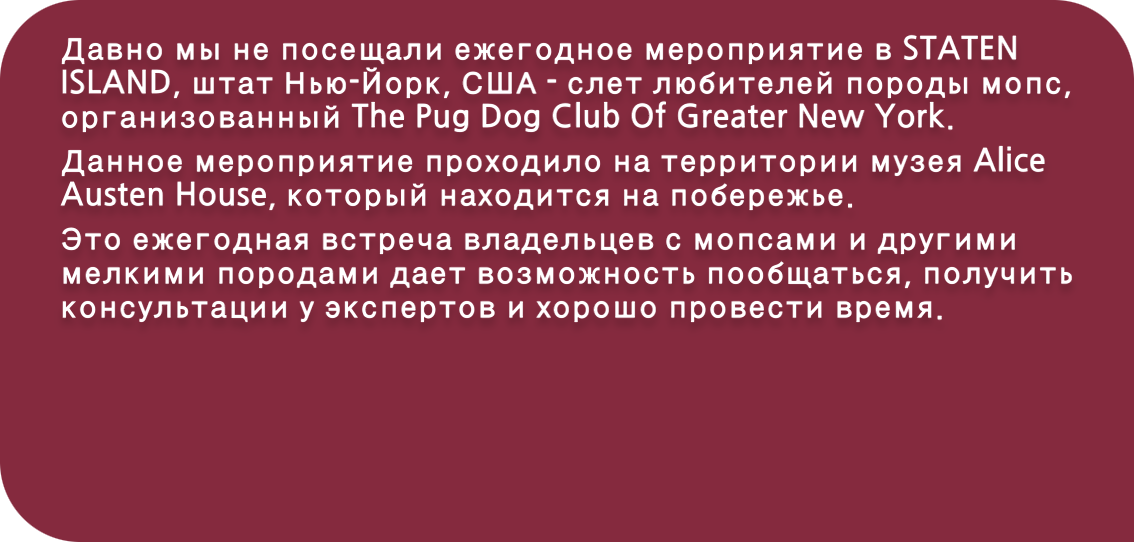 Давно мы не посещали ежегодное мероприятие в STATEN
ISLAND, штат Нью-Йорк, США - слет любителей породы мопс,
организованный The Pug Dog Club Of Greater New York.
Данное мероприятие проходило на территории музея Alice
Austen House, который находится на побережье.
Это ежегодная встреча владельцев с мопсами и другими
мелкими породами дает возможность пообщаться, получить
консультации у экспертов и хорошо провести время.